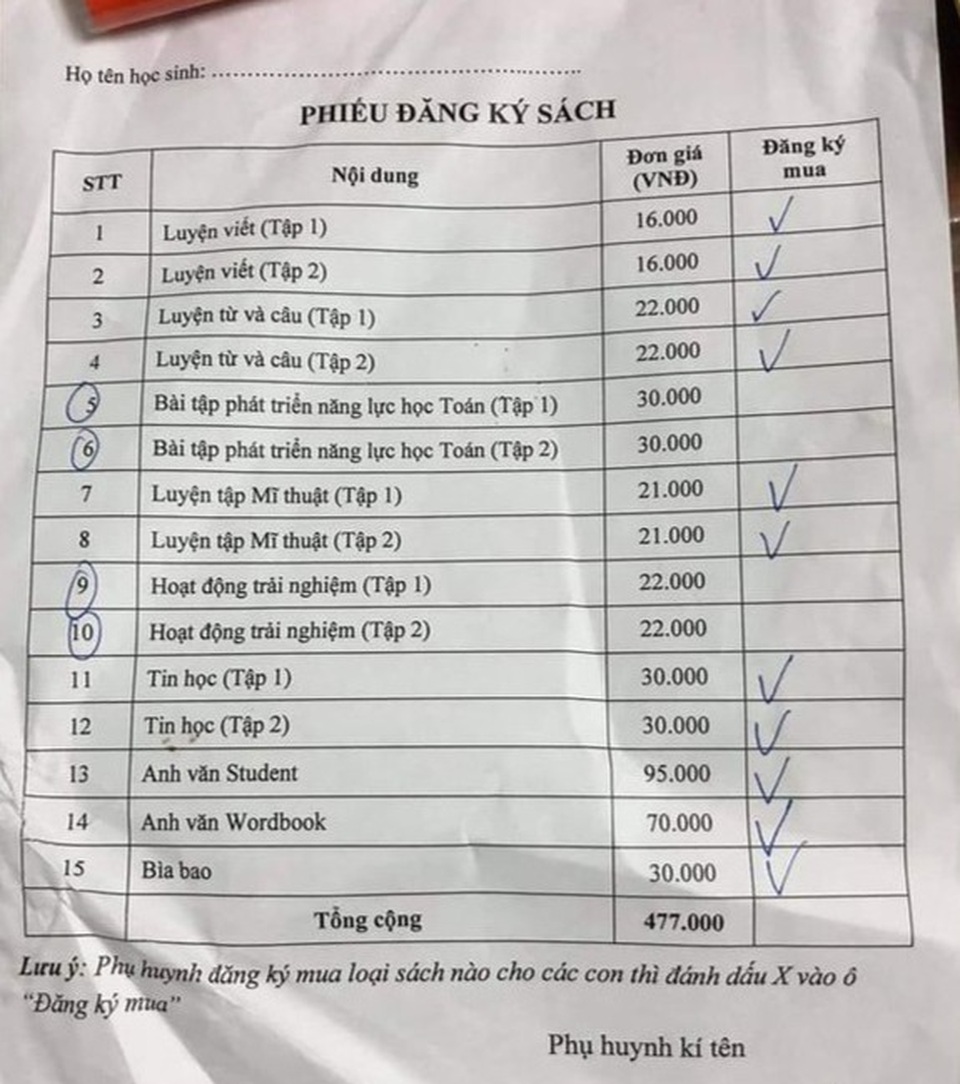 Họ tên học sinh: ........................................................
PHIẾU ĐĂNG KÝ SÁCH
STT Nội dung Đơn giá (VNĐ) Đăng ký mua
1 Luyện viết (Tập 1) 16.000 ✓
2 Luyện viết (Tập 2) 16.000 ✓
3 Luyện từ và câu (Tập 1) 22.000 ✓
4 Luyện từ và câu (Tập 2) 22.000 ✓
5 Bài tập phát triển năng lực học Toán (Tập 1) 30.000
6 Bài tập phát triển năng lực học Toán (Tập 2) 30.000
7 Luyện tập Mĩ thuật (Tập 1) 21.000 ✓
8 Luyện tập Mĩ thuật (Tập 2) 21.000 ✓
9 Hoạt động trải nghiệm (Tập 1) 22.000
10 Hoạt động trải nghiệm (Tập 2) 22.000
11 Tin học (Tập 1) 30.000 ✓
12 Tin học (Tập 2) 30.000 ✓
13 Anh văn Student 95.000 ✓
14 Anh văn Wordbook 70.000 ✓
15 Bìa bao 30.000 ✓
Tổng cộng 477.000
Lưu ý: Phụ huynh đăng ký mua loại sách nào cho các con thì đánh dấu X vào ô
“Đăng ký mua”
Phụ huynh kí tên